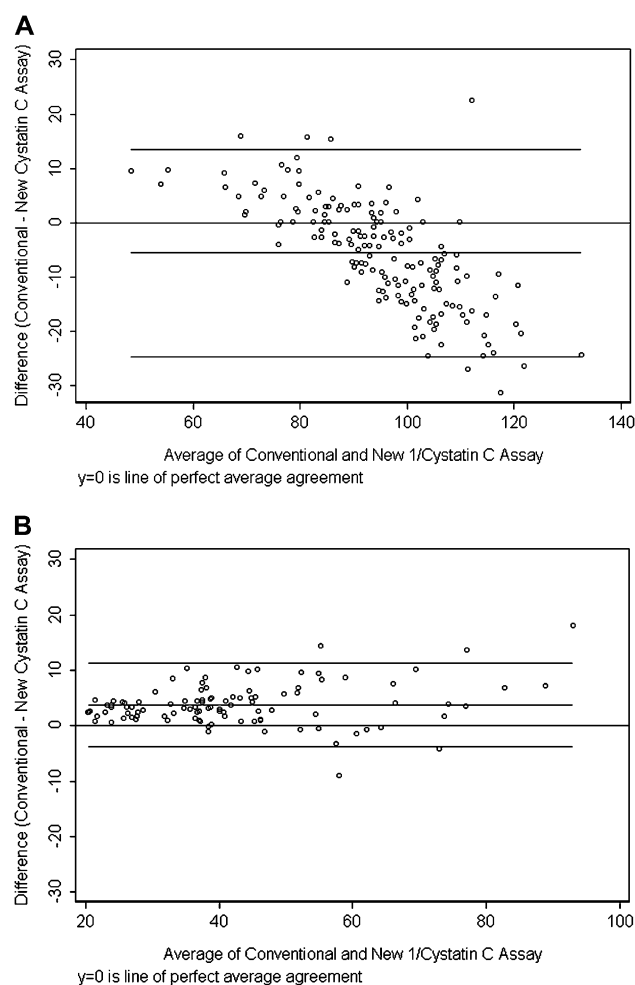 A
Difference (Conventional - New Cystatin C Assay)
30
20
10
0
-10
-20
-30
40 60 80 100 120 140
Average of Conventional and New 1/Cystatin C Assay
y=0 is line of perfect average agreement
B
Difference (Conventional - New Cystatin C Assay)
30
20
10
0
-10
-20
-30
20 40 60 80 100
Average of Conventional and New 1/Cystatin C Assay
y=0 is line of perfect average agreement